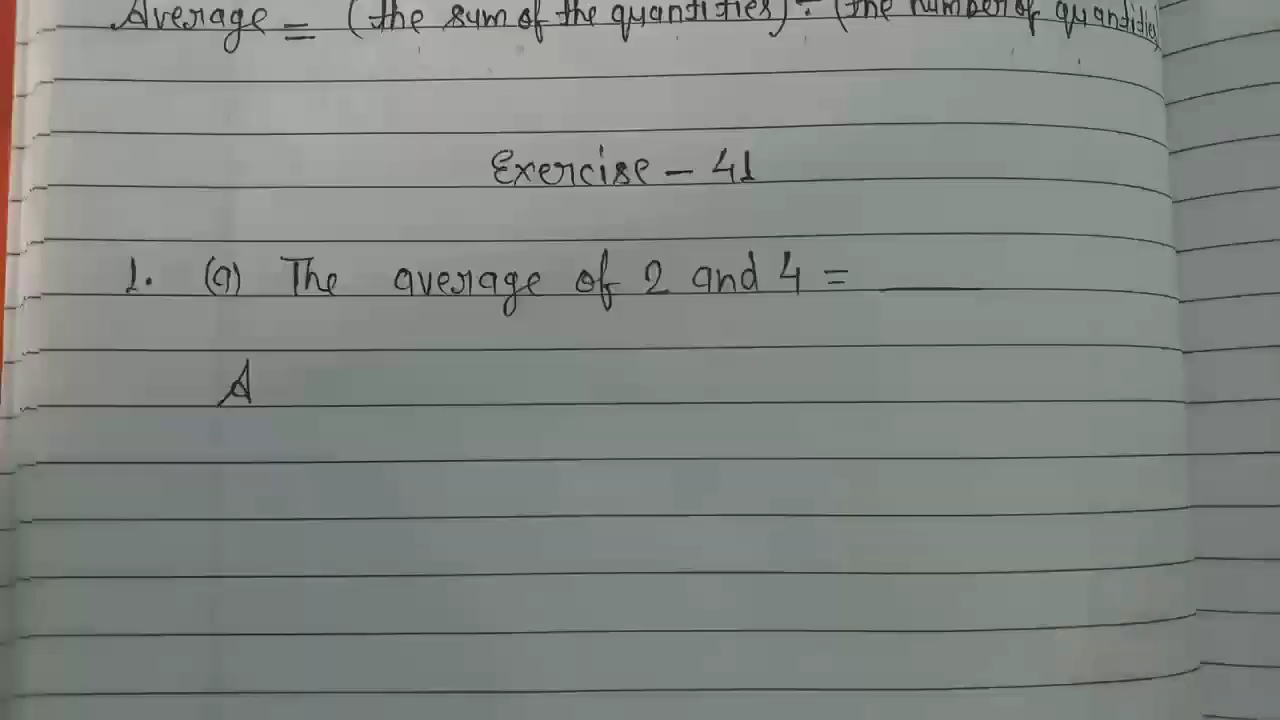 Average = (the sum of the quantities) ÷ (the number of quantities)
Exercise - 41
1. (a) The average of 2 and 4 = ______
A